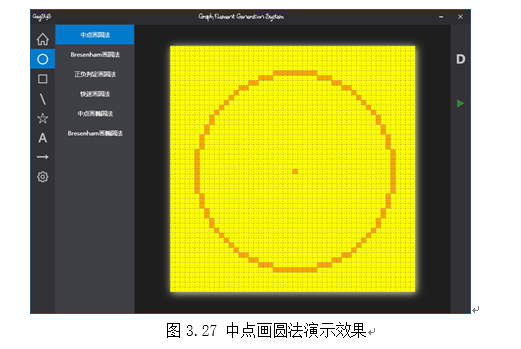 Graph Element Generation System
中点画圆法
Bresenham画圆法
正负判定画圆法
快速画圆法
中点画椭圆法
Bresenham画椭圆法
A
D
图 3.27 中点画圆法演示效果